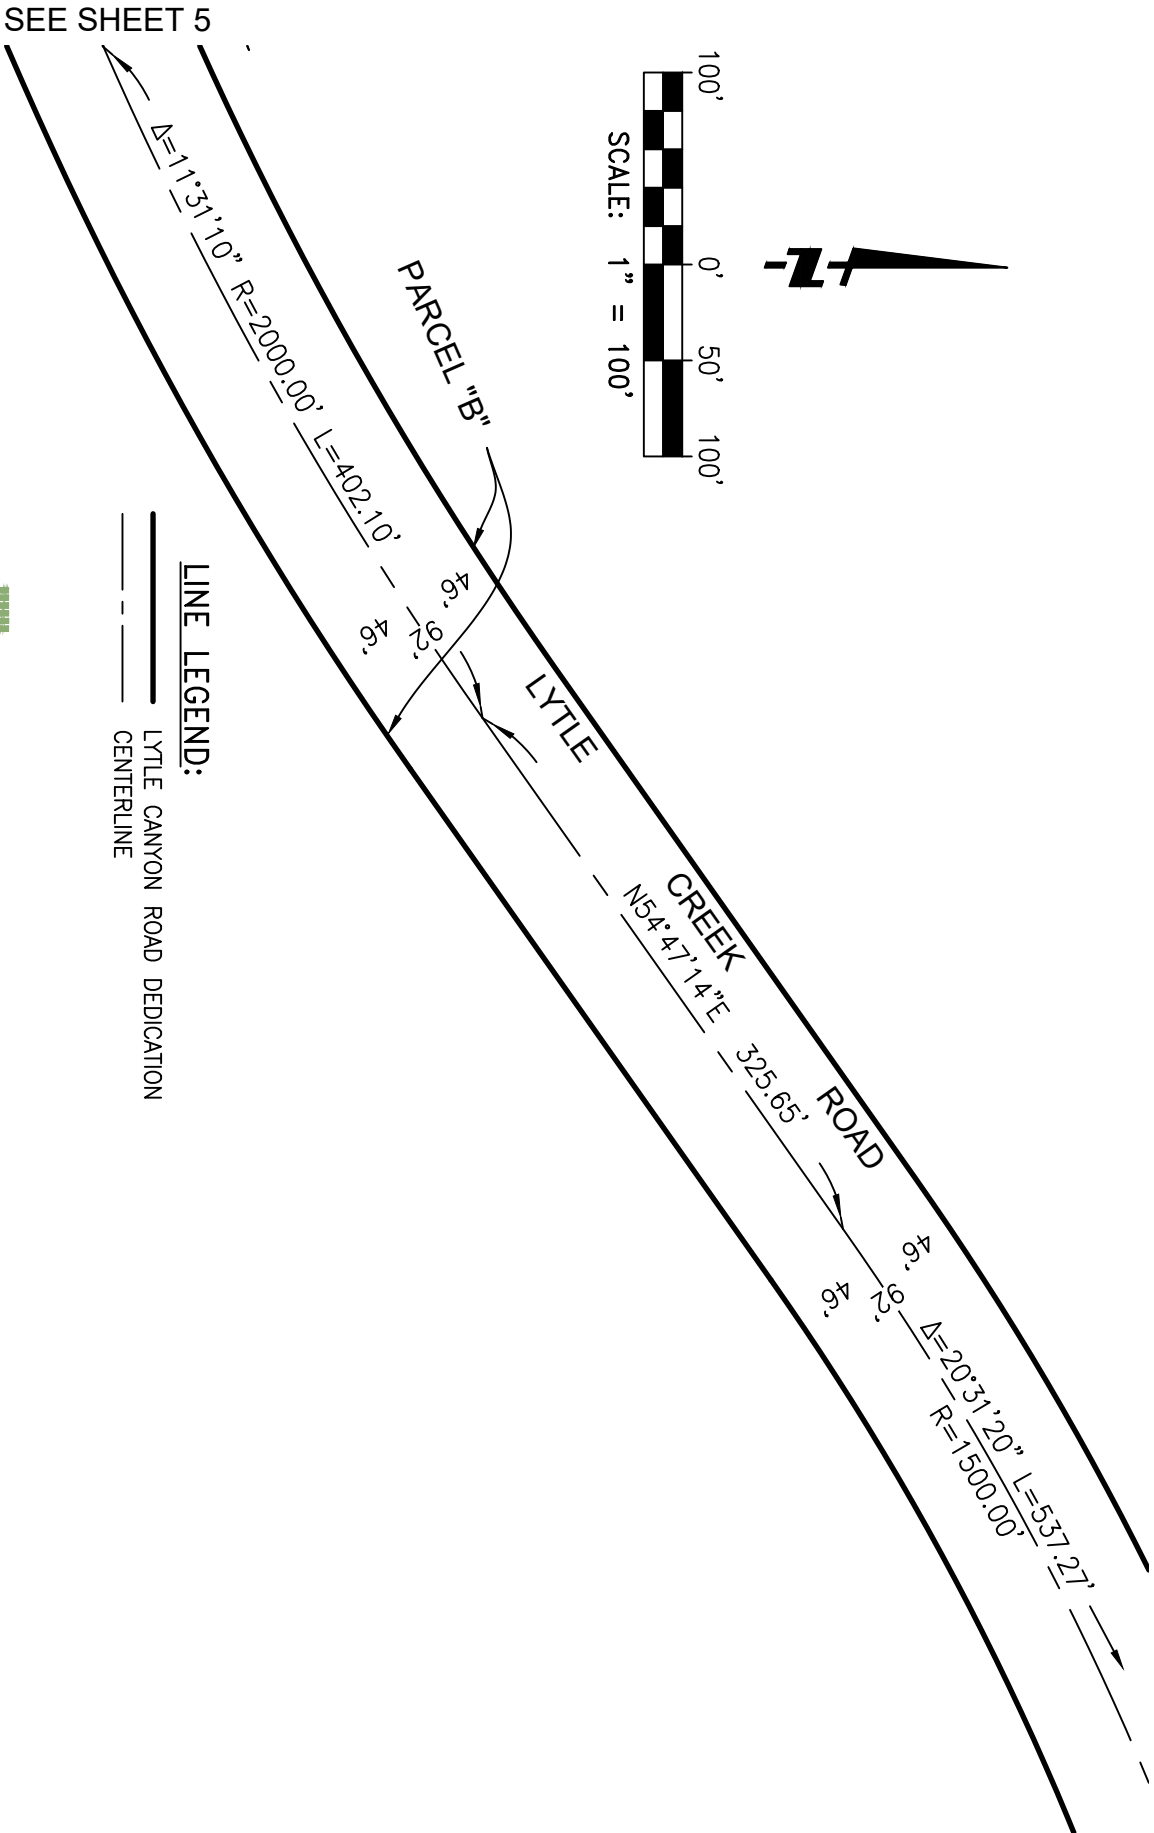 SEE SHEET 5
100' 0' 50' 100'
SCALE: 1" = 100'
N
PARCEL "B"
Δ=11°31'10" R=2000.00' L=402.10'
46'
92'
46'
LYTLE CREEK ROAD
N54°47'14"E 325.65'
46'
92'
46'
Δ=20°31'20" L=537.27'
R=1500.00'
LINE LEGEND:
LYTLE CANYON ROAD DEDICATION
CENTERLINE